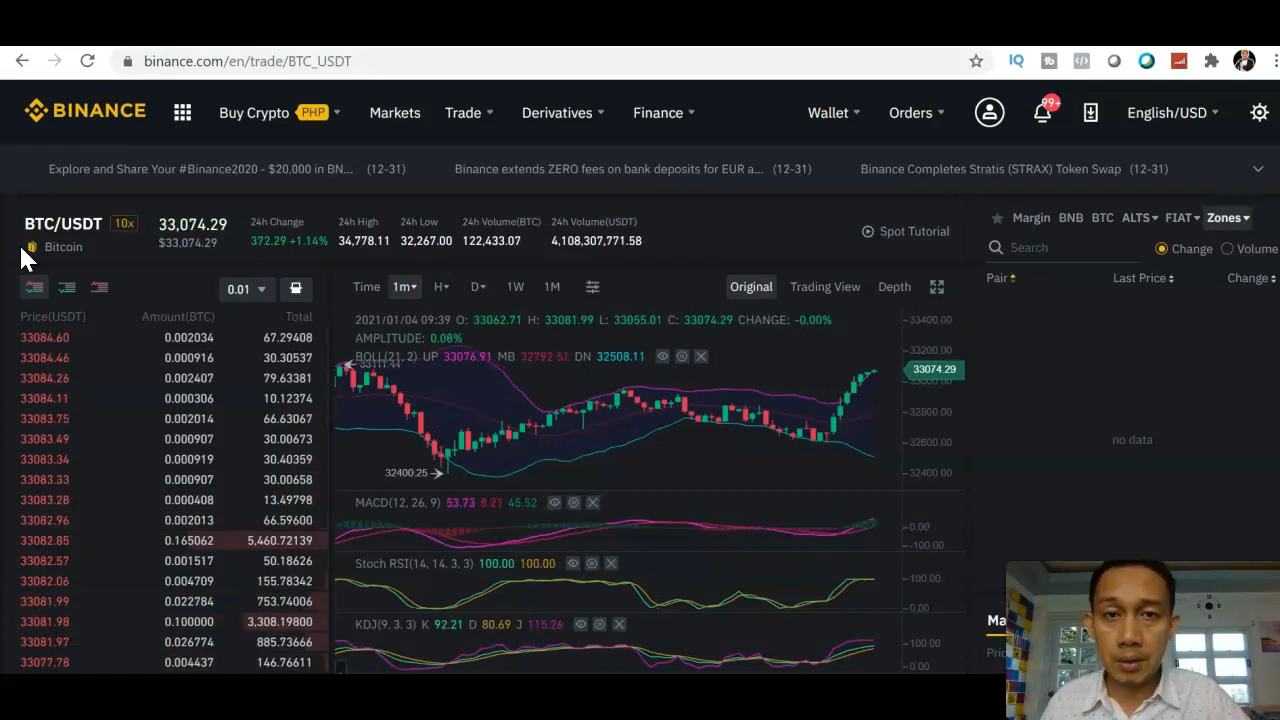 binance.com/en/trade/BTC_USDT
BINANCE Buy Crypto PHP Markets Trade Derivatives Finance Wallet Orders 99+ English/USD
Explore and Share Your #Binance2020 - $20,000 in BN... (12-31) Binance extends ZERO fees on bank deposits for EUR a... (12-31) Binance Completes Stratis (STRAX) Token Swap (12-31)
BTC/USDT 10x 33,074.29 24h Change 24h High 24h Low 24h Volume(BTC) 24h Volume(USDT)
Bitcoin $33,074.29 372.29 +1.14% 34,778.11 32,267.00 122,433.07 4,108,307,771.58
Spot Tutorial
Margin BNB BTC ALTS FIAT Zones
Search Change Volume
Pair Last Price Change
no data
0.01
Time 1m H D 1W 1M Original Trading View Depth
Price(USDT) Amount(BTC) Total
33084.60 0.002034 67.29408
33084.46 0.000916 30.30537
33084.26 0.002407 79.63381
33084.11 0.000306 10.12374
33083.75 0.002014 66.63067
33083.49 0.000907 30.00673
33083.34 0.000919 30.40359
33083.33 0.000907 30.00658
33083.28 0.000408 13.49798
33082.96 0.002013 66.59600
33082.85 0.165062 5,460.72139
33082.57 0.001517 50.18626
33082.06 0.004709 155.78342
33081.99 0.022784 753.74006
33081.98 0.100000 3,308.19800
33081.97 0.026774 885.73666
33077.78 0.004437 146.76611
2021/01/04 09:39 O: 33062.71 H: 33081.99 L: 33055.01 C: 33074.29 CHANGE: -0.00%
AMPLITUDE: 0.08%
BOLL(21, 2) UP 33076.91 MB 32792.51 DN 32508.11
33111.44
32400.25
33400.00
33200.00
33074.29
33000.00
32800.00
32600.00
32400.00
MACD(12, 26, 9) 53.73 8.21 45.52
0.00
-100.00
Stoch RSI(14, 14, 3, 3) 100.00 100.00
100.00
0.00
KDJ(9, 3, 3) K 92.21 D 80.69 J 115.26
100.00
0.00